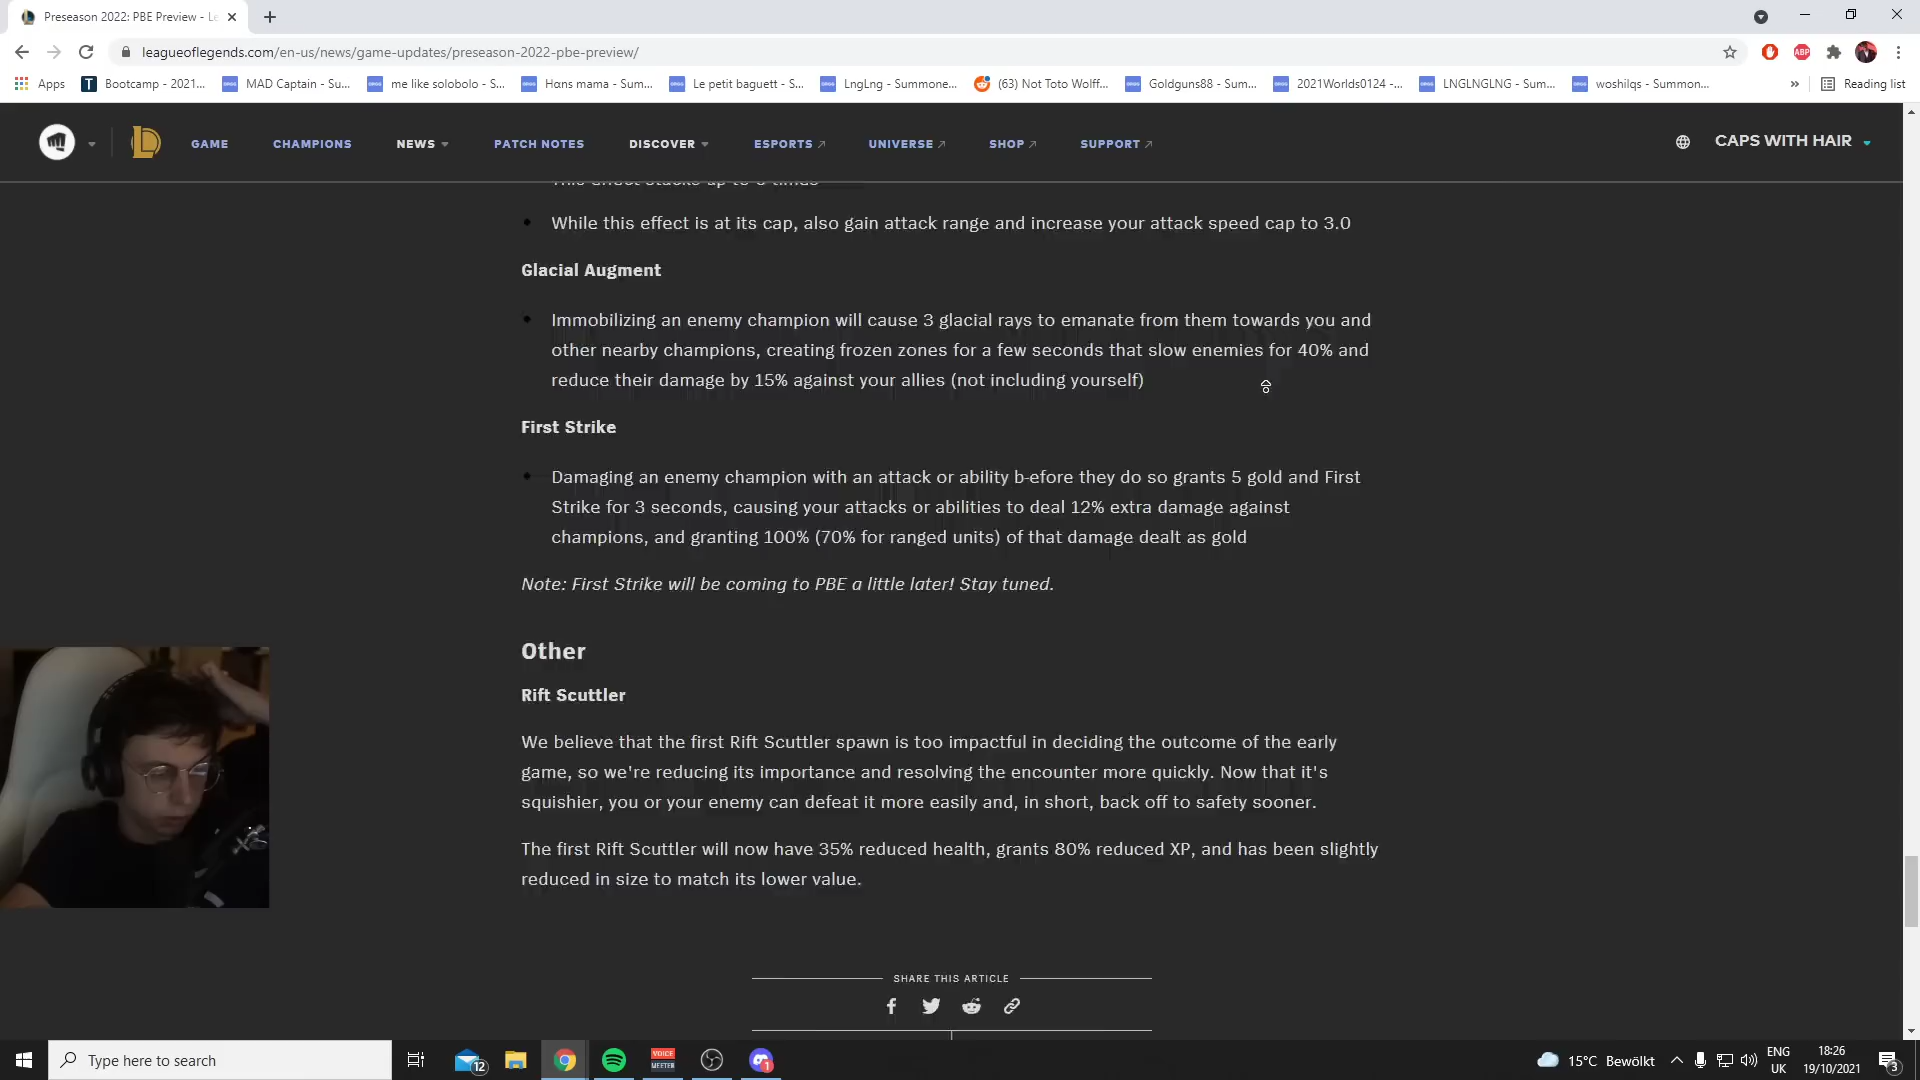 Preseason 2022: PBE Preview - Le
leagueoflegends.com/en-us/news/game-updates/preseason-2022-pbe-preview/
ABP
Apps
T Bootcamp - 2021...
MAD Captain - Su...
me like solobolo - S...
Hαns mama - Sum...
Le petit baguett - S...
LngLng - Summone...
(63) Not Toto Wolff...
Goldguns88 - Sum...
2021Worlds0124 -...
LNGLNGLNG - Sum...
woshilqs - Summon...
»
Reading list
GAME
CHAMPIONS
NEWS
PATCH NOTES
DISCOVER
ESPORTS
UNIVERSE
SHOP
SUPPORT
CAPS WITH HAIR
• While this effect is at its cap, also gain attack range and increase your attack speed cap to 3.0
Glacial Augment
• Immobilizing an enemy champion will cause 3 glacial rays to emanate from them towards you and
other nearby champions, creating frozen zones for a few seconds that slow enemies for 40% and
reduce their damage by 15% against your allies (not including yourself)
First Strike
• Damaging an enemy champion with an attack or ability b-efore they do so grants 5 gold and First
Strike for 3 seconds, causing your attacks or abilities to deal 12% extra damage against
champions, and granting 100% (70% for ranged units) of that damage dealt as gold
Note: First Strike will be coming to PBE a little later! Stay tuned.
Other
Rift Scuttler
We believe that the first Rift Scuttler spawn is too impactful in deciding the outcome of the early
game, so we're reducing its importance and resolving the encounter more quickly. Now that it's
squishier, you or your enemy can defeat it more easily and, in short, back off to safety sooner.
The first Rift Scuttler will now have 35% reduced health, grants 80% reduced XP, and has been slightly
reduced in size to match its lower value.
SHARE THIS ARTICLE
Type here to search
12
VOICE
MEETER
1
15°C Bewölkt
ENG
UK
18:26
19/10/2021
3